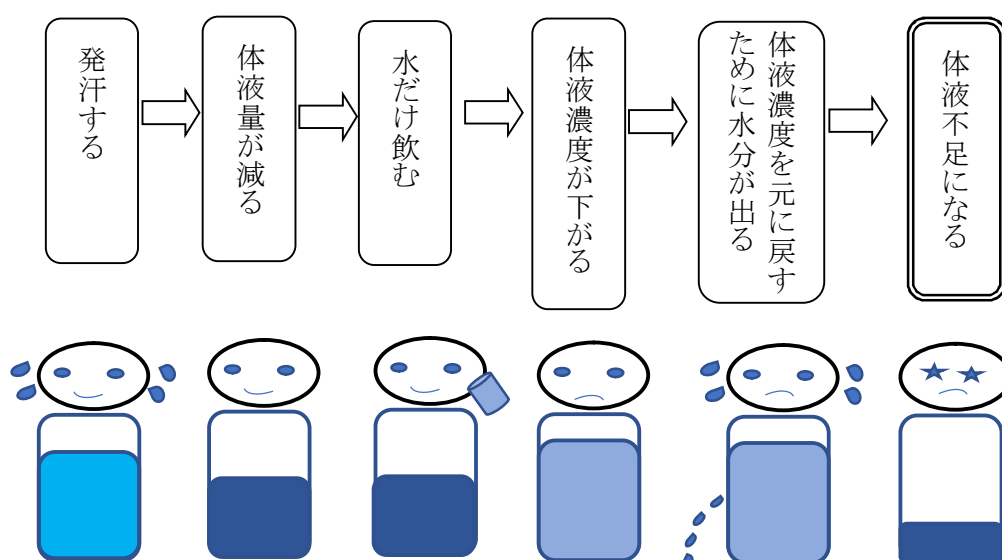 発汗する
体液量が減る
水だけ飲む
体液濃度が下がる
体液濃度を元に戻す
ために水分が出る
体液不足になる